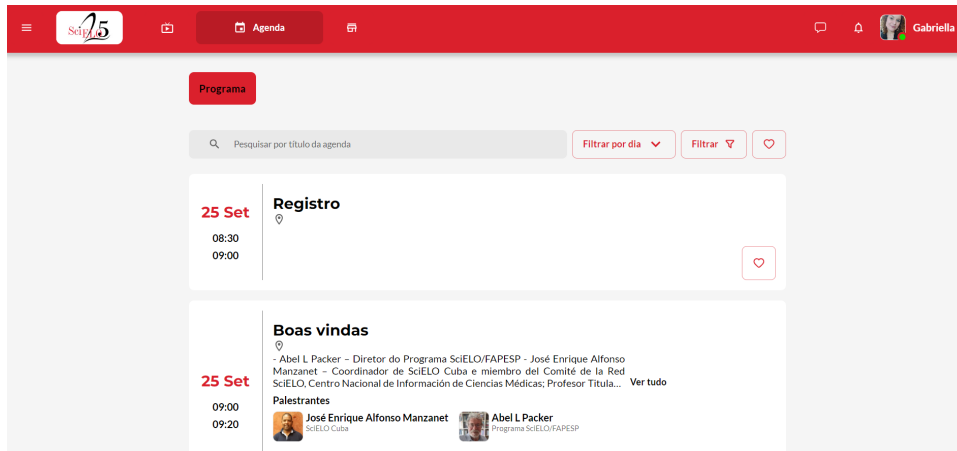 SciELO 25
Agenda
Gabriella
Programa
Pesquisar por título da agenda
Filtrar por dia
Filtrar
25 Set
08:30
09:00
Registro
25 Set
09:00
09:20
Boas vindas
- Abel L Packer – Diretor do Programa SciELO/FAPESP - José Enrique Alfonso
Manzanet – Coordinador de SciELO Cuba e miembro del Comité de la Red
SciELO, Centro Nacional de Información de Ciencias Médicas; Profesor Titula... Ver tudo
Palestrantes
José Enrique Alfonso Manzanet
SciELO Cuba
Abel L Packer
Programa SciELO/FAPESP